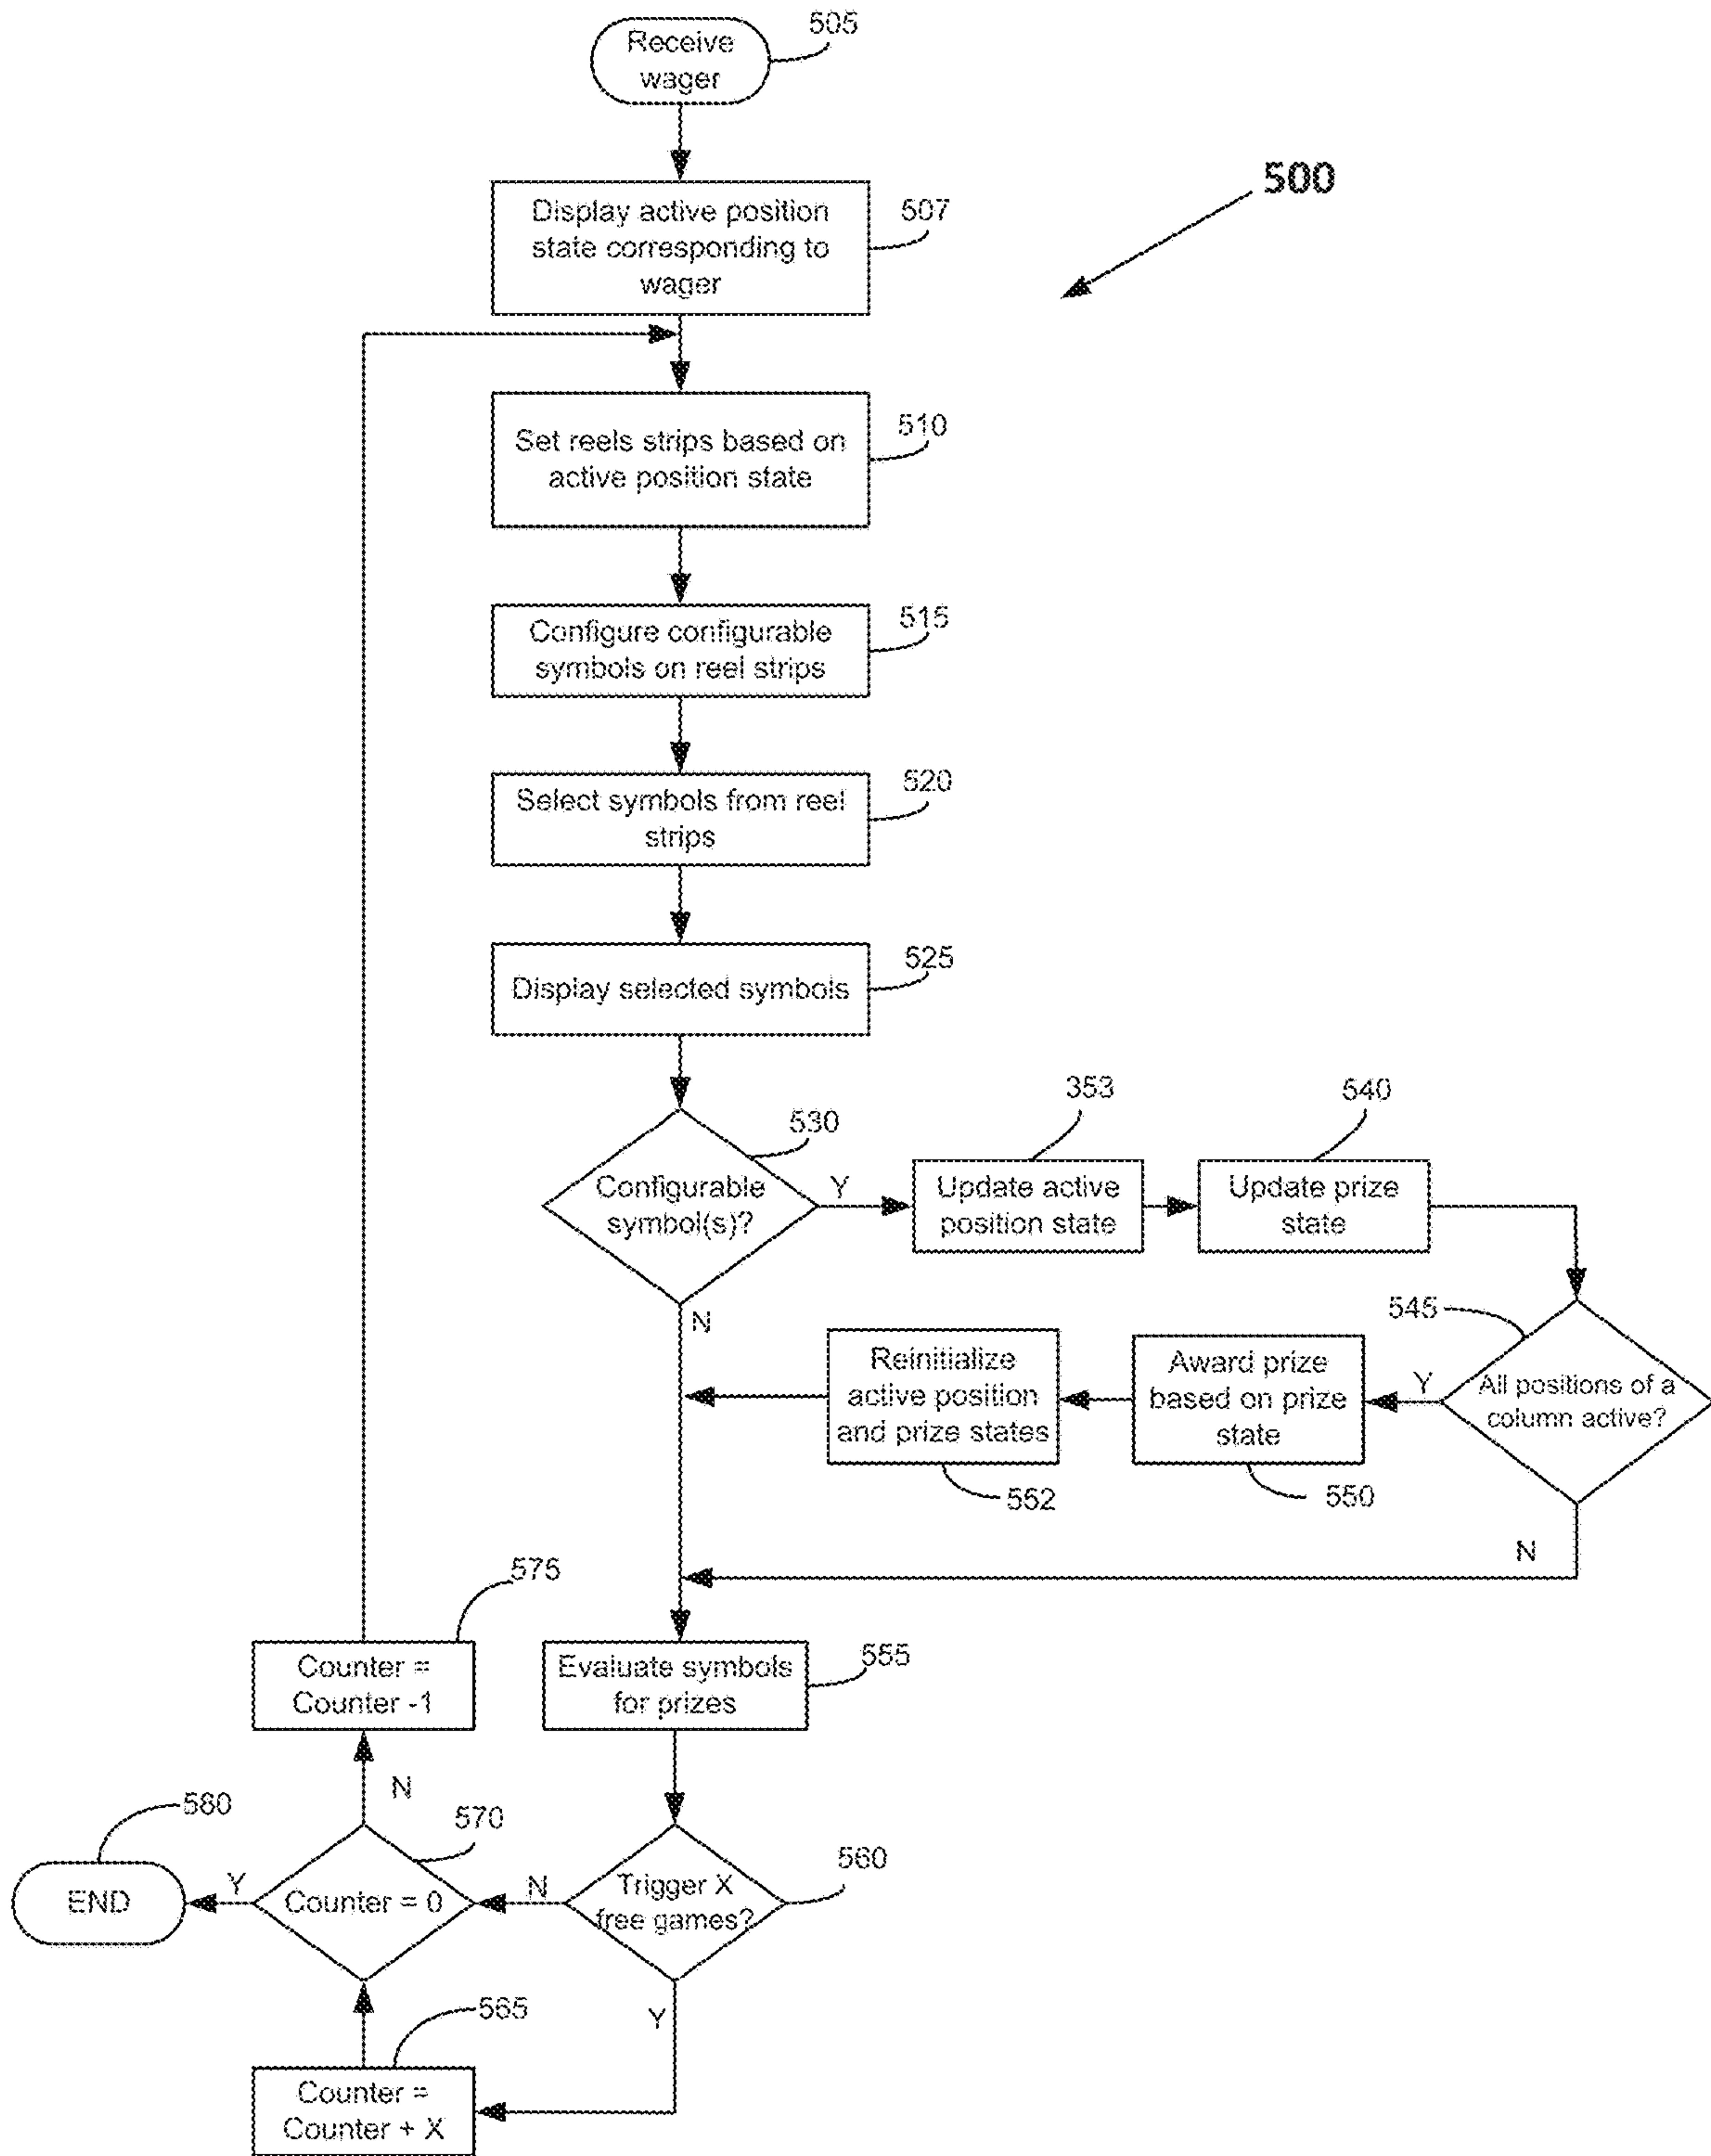 505
Receive
wager
500
507
Display active position
state corresponding to
wager
510
Set reels strips based on
active position state
515
Configure configurable
symbols on reel strips
520
Select symbols from reel
strips
525
Display selected symbols
353
540
530
Configurable
symbol(s)?
Y
Update active
position state
Update prize
state
N
545
Reinitialize
active position
and prize states
Award prize
based on prize
state
Y
All positions of a
column active?
552
550
N
575
Counter =
Counter -1
555
Evaluate symbols
for prizes
N
580
570
560
END
Y
Counter = 0
N
Trigger X
free games?
Y
565
Counter =
Counter + X